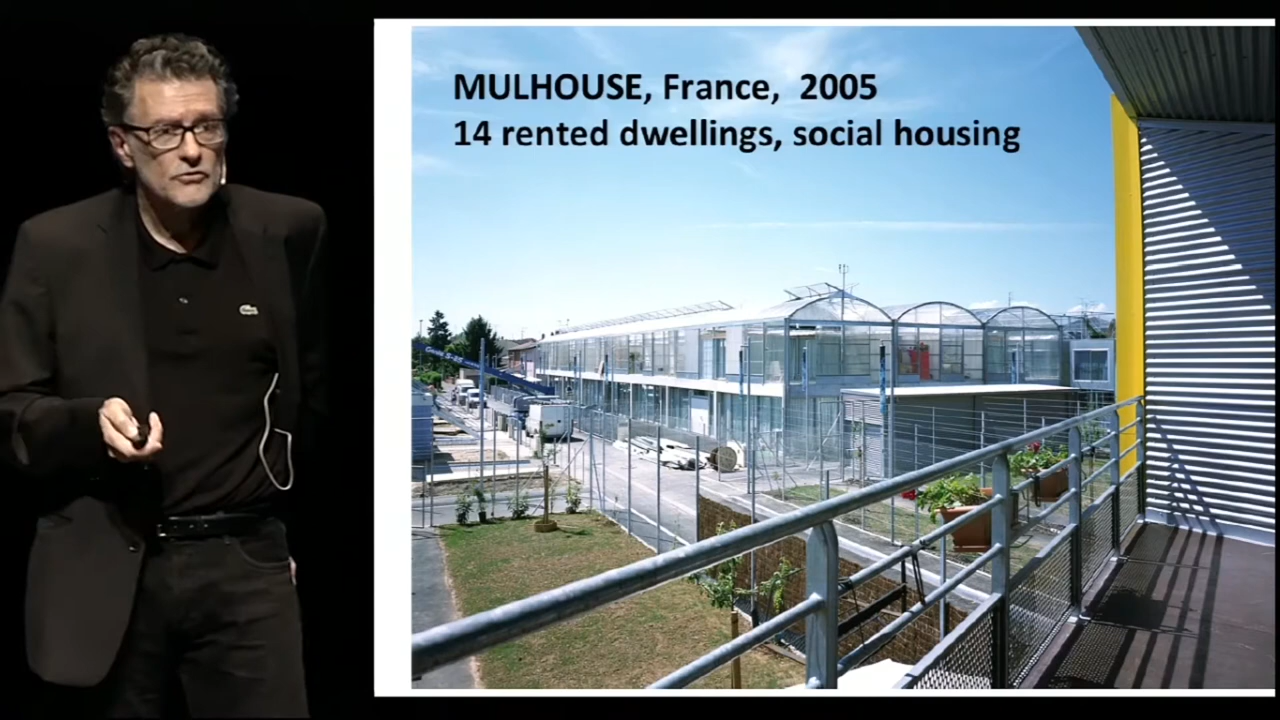 MULHOUSE, France, 2005
14 rented dwellings, social housing